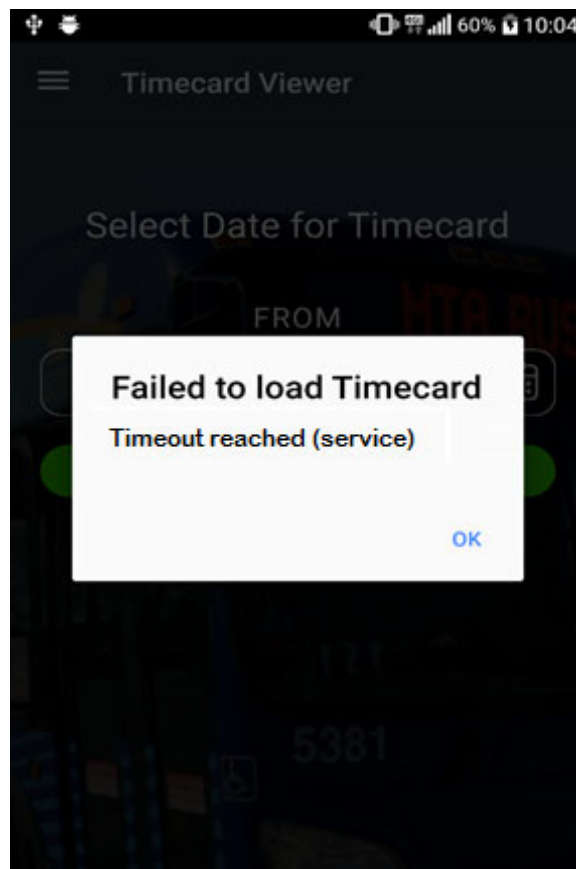 60% 10:04
Timecard Viewer
Select Date for Timecard
FROM
MTA BUS
Failed to load Timecard
Timeout reached (service)
OK
5381